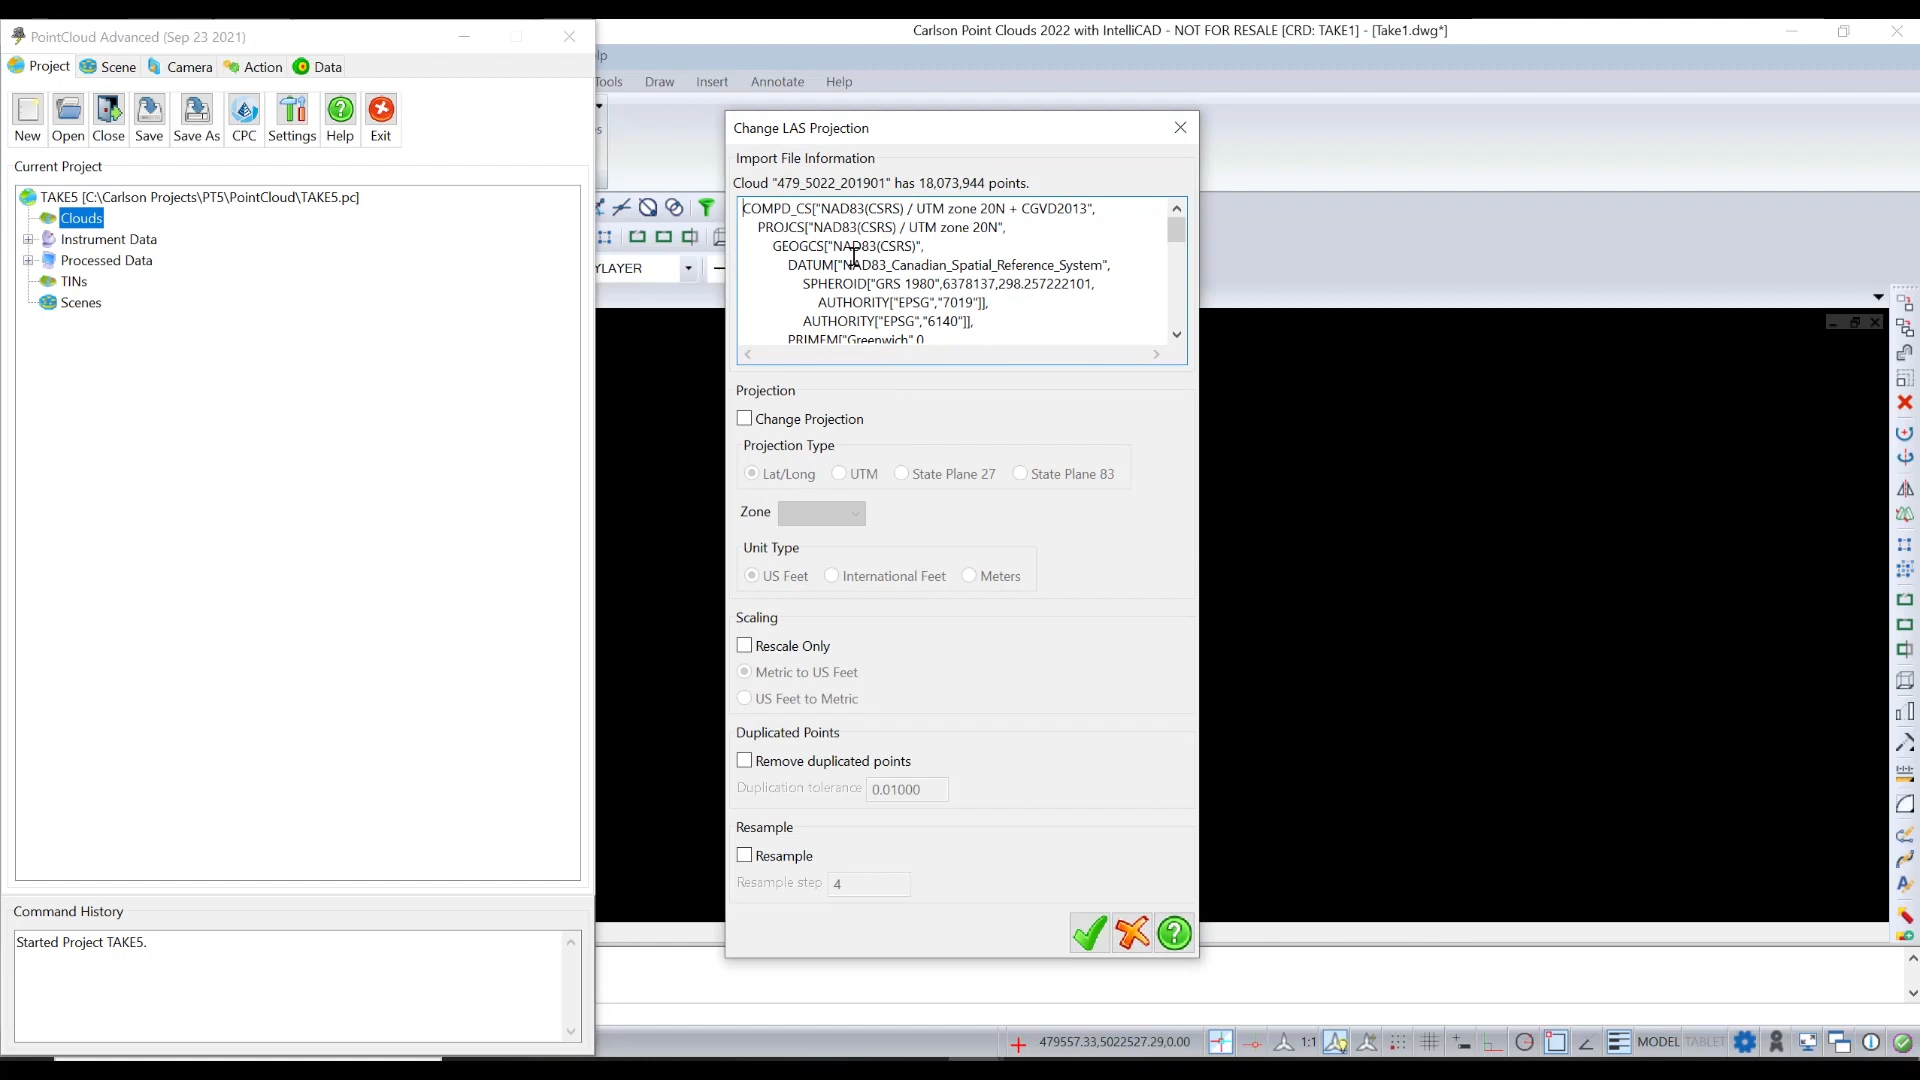 PointCloud Advanced (Sep 23 2021)
Project Scene Camera Action Data
New Open Close Save Save As CPC Settings Help Exit
Current Project
TAKE5 [C:\Carlson Projects\PT5\PointCloud\TAKE5.pc]
Clouds
Instrument Data
Processed Data
TINs
Scenes
Command History
Started Project TAKE5.
Carlson Point Clouds 2022 with IntelliCAD - NOT FOR RESALE [CRD: TAKE1] - [Take1.dwg*]
Tools Draw Insert Annotate Help
Change LAS Projection
Import File Information
Cloud "479_5022_201901" has 18,073,944 points.
COMPD_CS["NAD83(CSRS) / UTM zone 20N + CGVD2013",
PROJCS["NAD83(CSRS) / UTM zone 20N",
GEOGCS["NAD83(CSRS)",
DATUM["NAD83_Canadian_Spatial_Reference_System",
SPHEROID["GRS 1980",6378137,298.257222101,
AUTHORITY["EPSG","7019"]],
AUTHORITY["EPSG","6140"]],
PRIMEM["Greenwich",0
Projection
Change Projection
Projection Type
Lat/Long UTM State Plane 27 State Plane 83
Zone
Unit Type
US Feet International Feet Meters
Scaling
Rescale Only
Metric to US Feet
US Feet to Metric
Duplicated Points
Remove duplicated points
Duplication tolerance 0.01000
Resample
Resample
Resample step 4
479557.33,5022527.29,0.00 1:1 MODEL TABLET